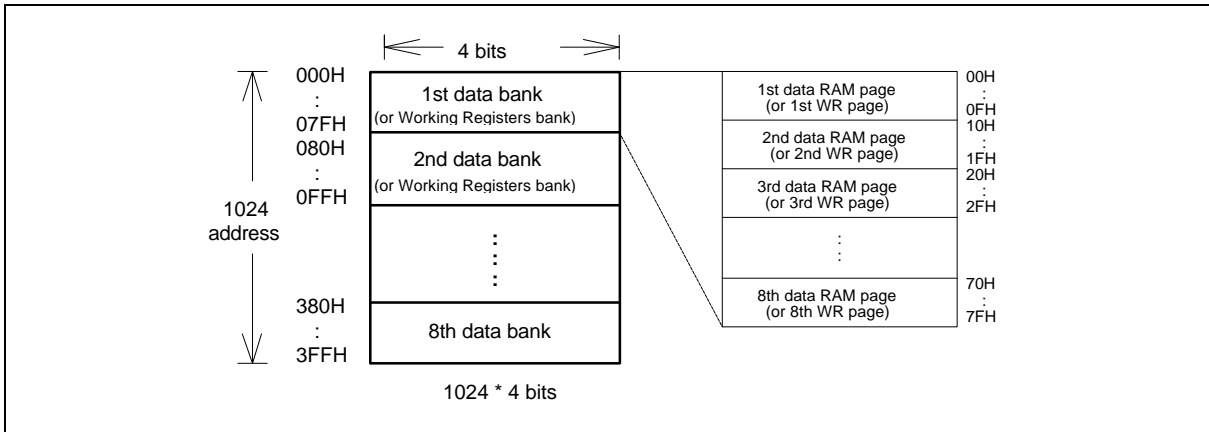 4 bits
000H
:
07FH
080H
:
0FFH
380H
:
3FFH
1024
address
1st data bank
(or Working Registers bank)
2nd data bank
(or Working Registers bank)
:
:
8th data bank
1024 * 4 bits
1st data RAM page
(or 1st WR page)
2nd data RAM page
(or 2nd WR page)
3rd data RAM page
(or 3rd WR page)
:
:
8th data RAM page
(or 8th WR page)
00H
:
0FH
10H
:
1FH
20H
:
2FH
70H
:
7FH